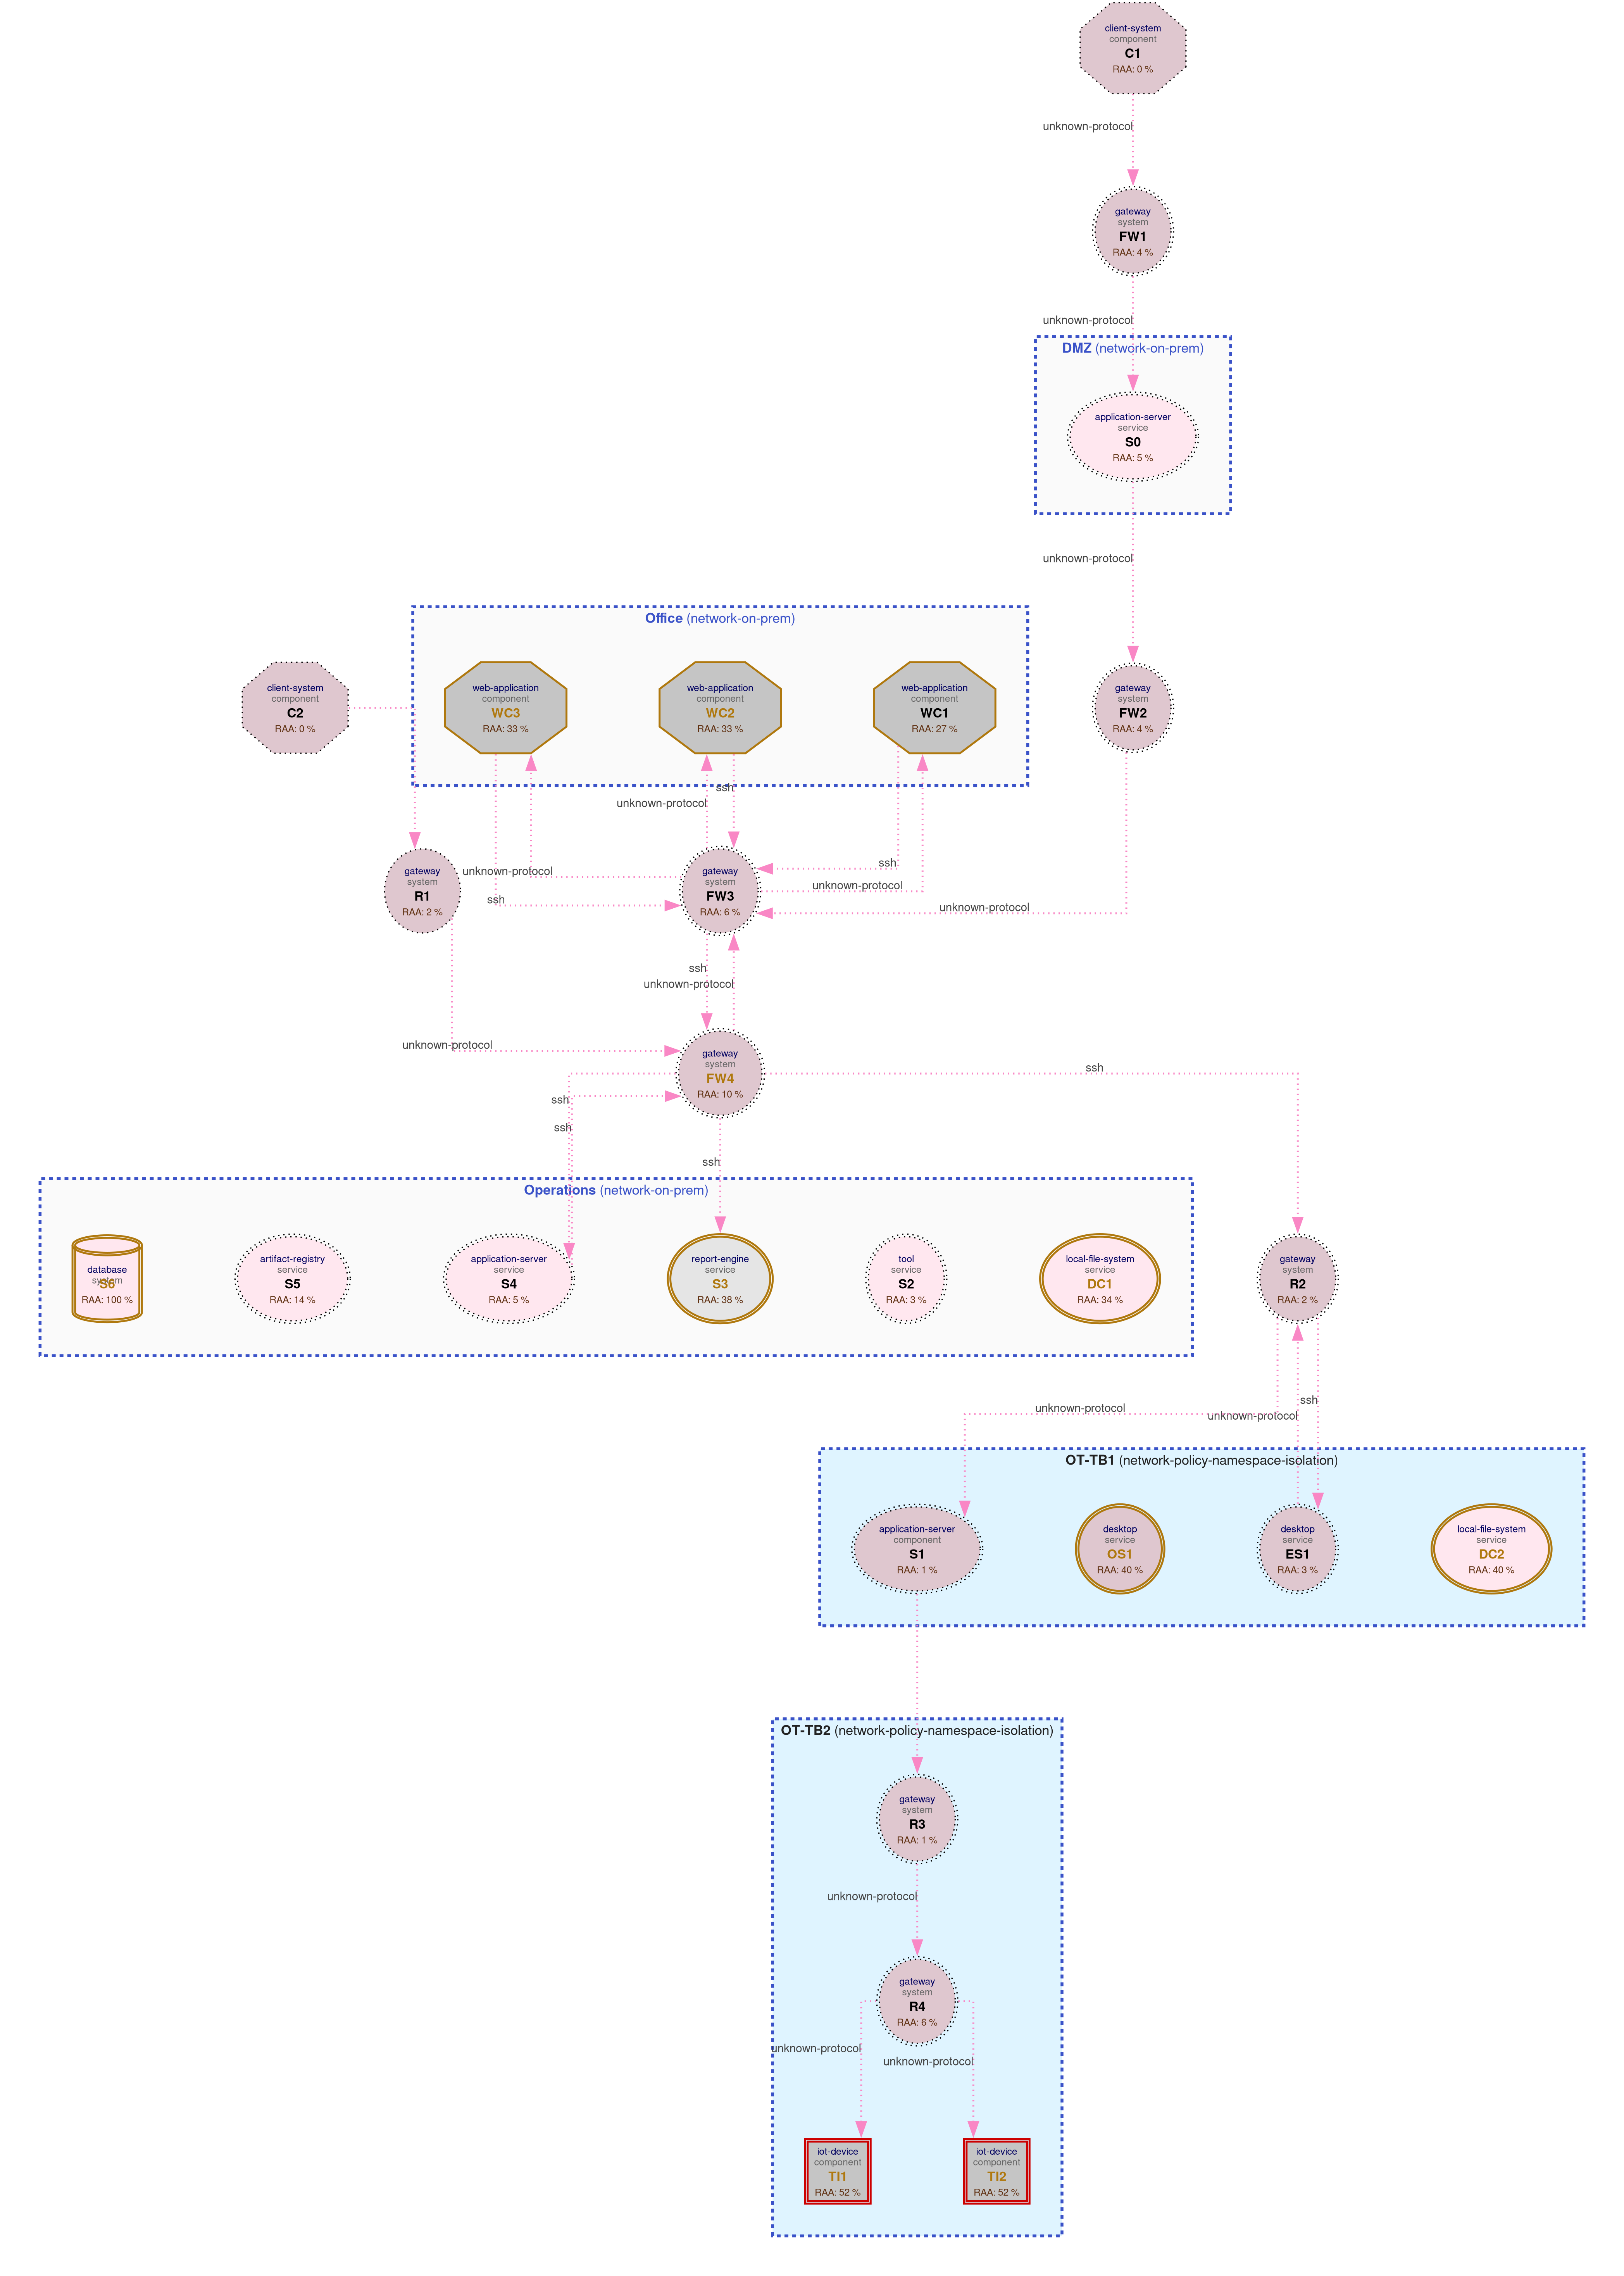 client-system
component
C1
RAA: 0 %
unknown-protocol
gateway
system
FW1
RAA: 4 %
unknown-protocol
DMZ (network-on-prem)
application-server
service
S0
RAA: 5 %
unknown-protocol
Office (network-on-prem)
client-system
component
C2
RAA: 0 %
web-application
component
WC3
RAA: 33 %
web-application
component
WC2
RAA: 33 %
web-application
component
WC1
RAA: 27 %
gateway
system
FW2
RAA: 4 %
ssh
unknown-protocol
gateway
system
R1
RAA: 2 %
unknown-protocol
ssh
gateway
system
FW3
RAA: 6 %
ssh
unknown-protocol
unknown-protocol
ssh
unknown-protocol
unknown-protocol
gateway
system
FW4
RAA: 10 %
ssh
ssh
ssh
ssh
Operations (network-on-prem)
database
system
S6
RAA: 100 %
artifact-registry
service
S5
RAA: 14 %
application-server
service
S4
RAA: 5 %
report-engine
service
S3
RAA: 38 %
tool
service
S2
RAA: 3 %
local-file-system
service
DC1
RAA: 34 %
gateway
system
R2
RAA: 2 %
ssh
unknown-protocol
unknown-protocol
OT-TB1 (network-policy-namespace-isolation)
application-server
component
S1
RAA: 1 %
desktop
service
OS1
RAA: 40 %
desktop
service
ES1
RAA: 3 %
local-file-system
service
DC2
RAA: 40 %
OT-TB2 (network-policy-namespace-isolation)
gateway
system
R3
RAA: 1 %
unknown-protocol
gateway
system
R4
RAA: 6 %
unknown-protocol
unknown-protocol
iot-device
component
TI1
RAA: 52 %
iot-device
component
TI2
RAA: 52 %